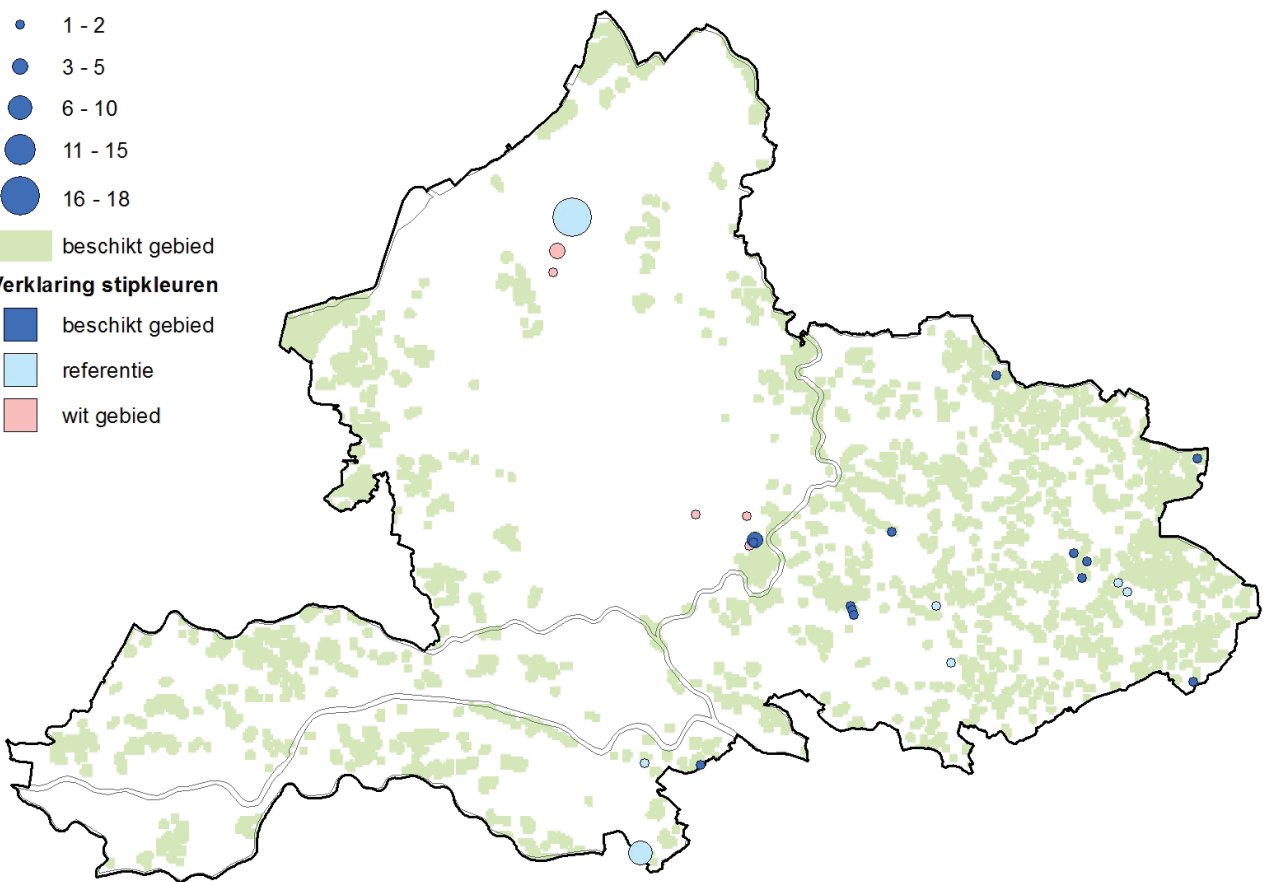 1 - 2
3 - 5
6 - 10
11 - 15
16 - 18
beschikt gebied
Verklaring stipkleuren
beschikt gebied
referentie
wit gebied